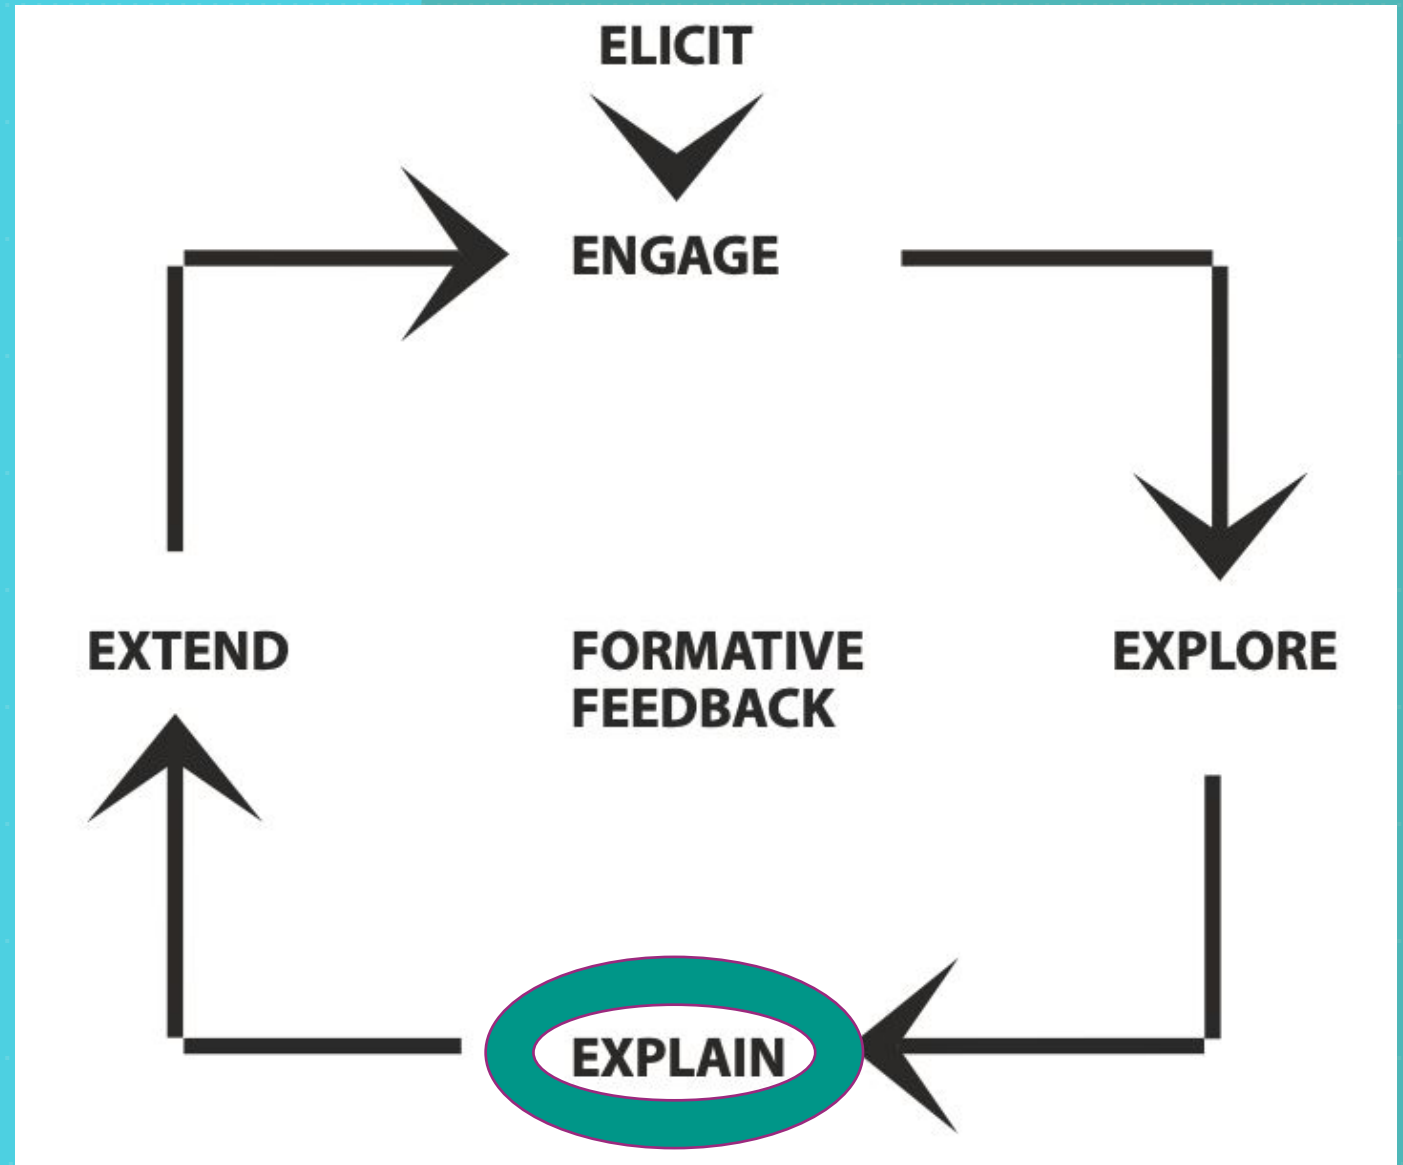 ELICIT
ENGAGE
EXTEND
FORMATIVE
FEEDBACK
EXPLORE
EXPLAIN